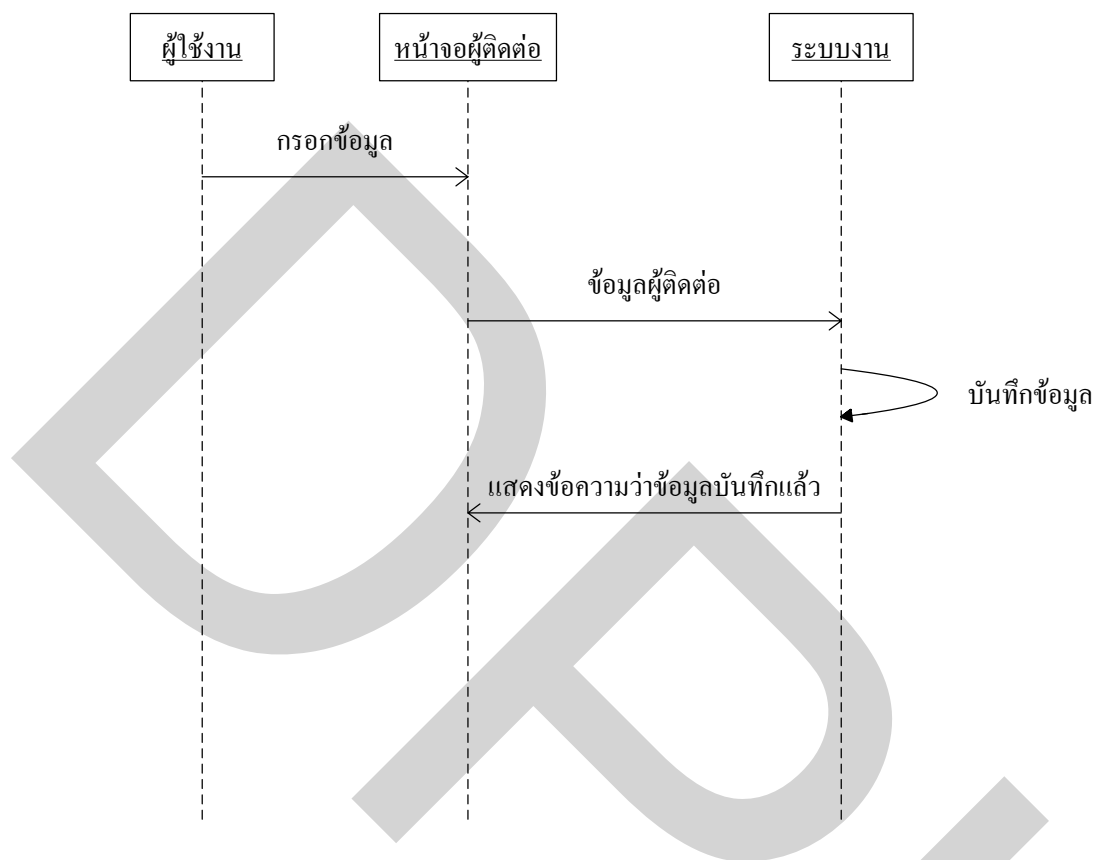 ผู้ใช้งาน
หน้าจอผู้ติดต่อ
ระบบงาน
กรอกข้อมูล
ข้อมูลผู้ติดต่อ
บันทึกข้อมูล
แสดงข้อความว่าข้อมูลบันทึกแล้ว
DP